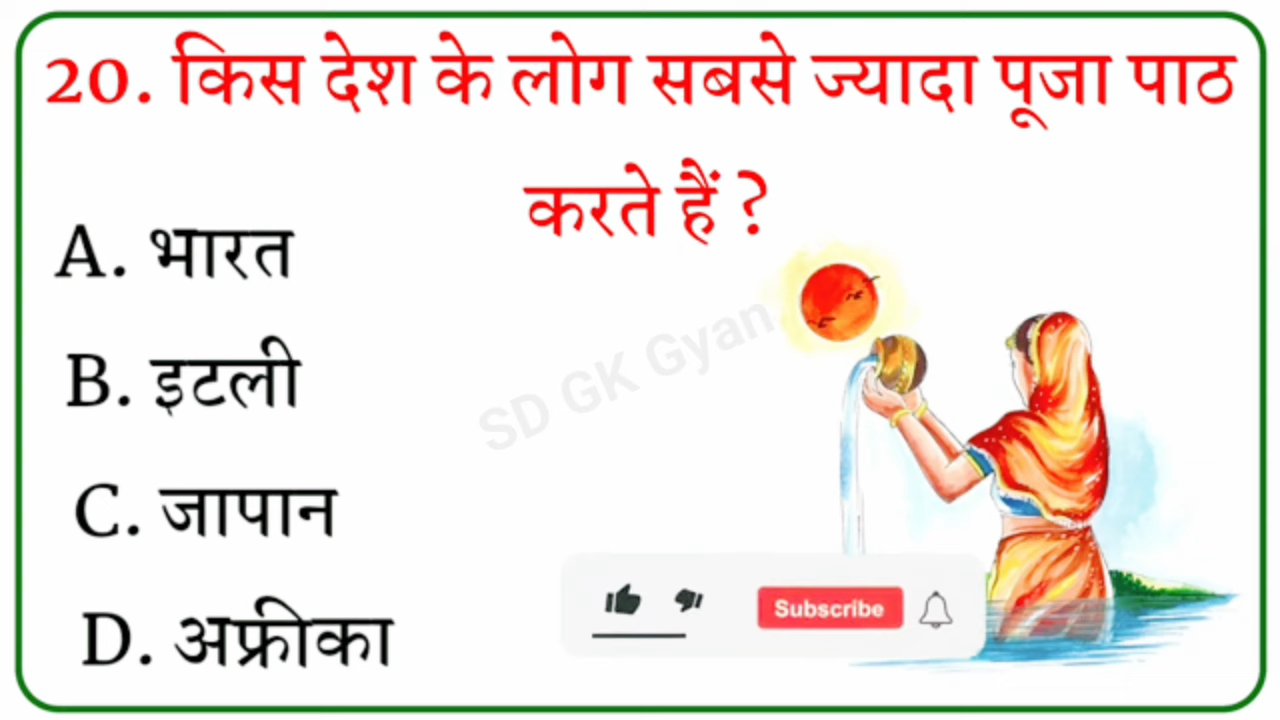 20. किस देश के लोग सबसे ज्यादा पूजा पाठ
करते हैं ?
A. भारत
B. इटली
C. जापान
D. अफ्रीका
SD GK Gyan
Subscribe